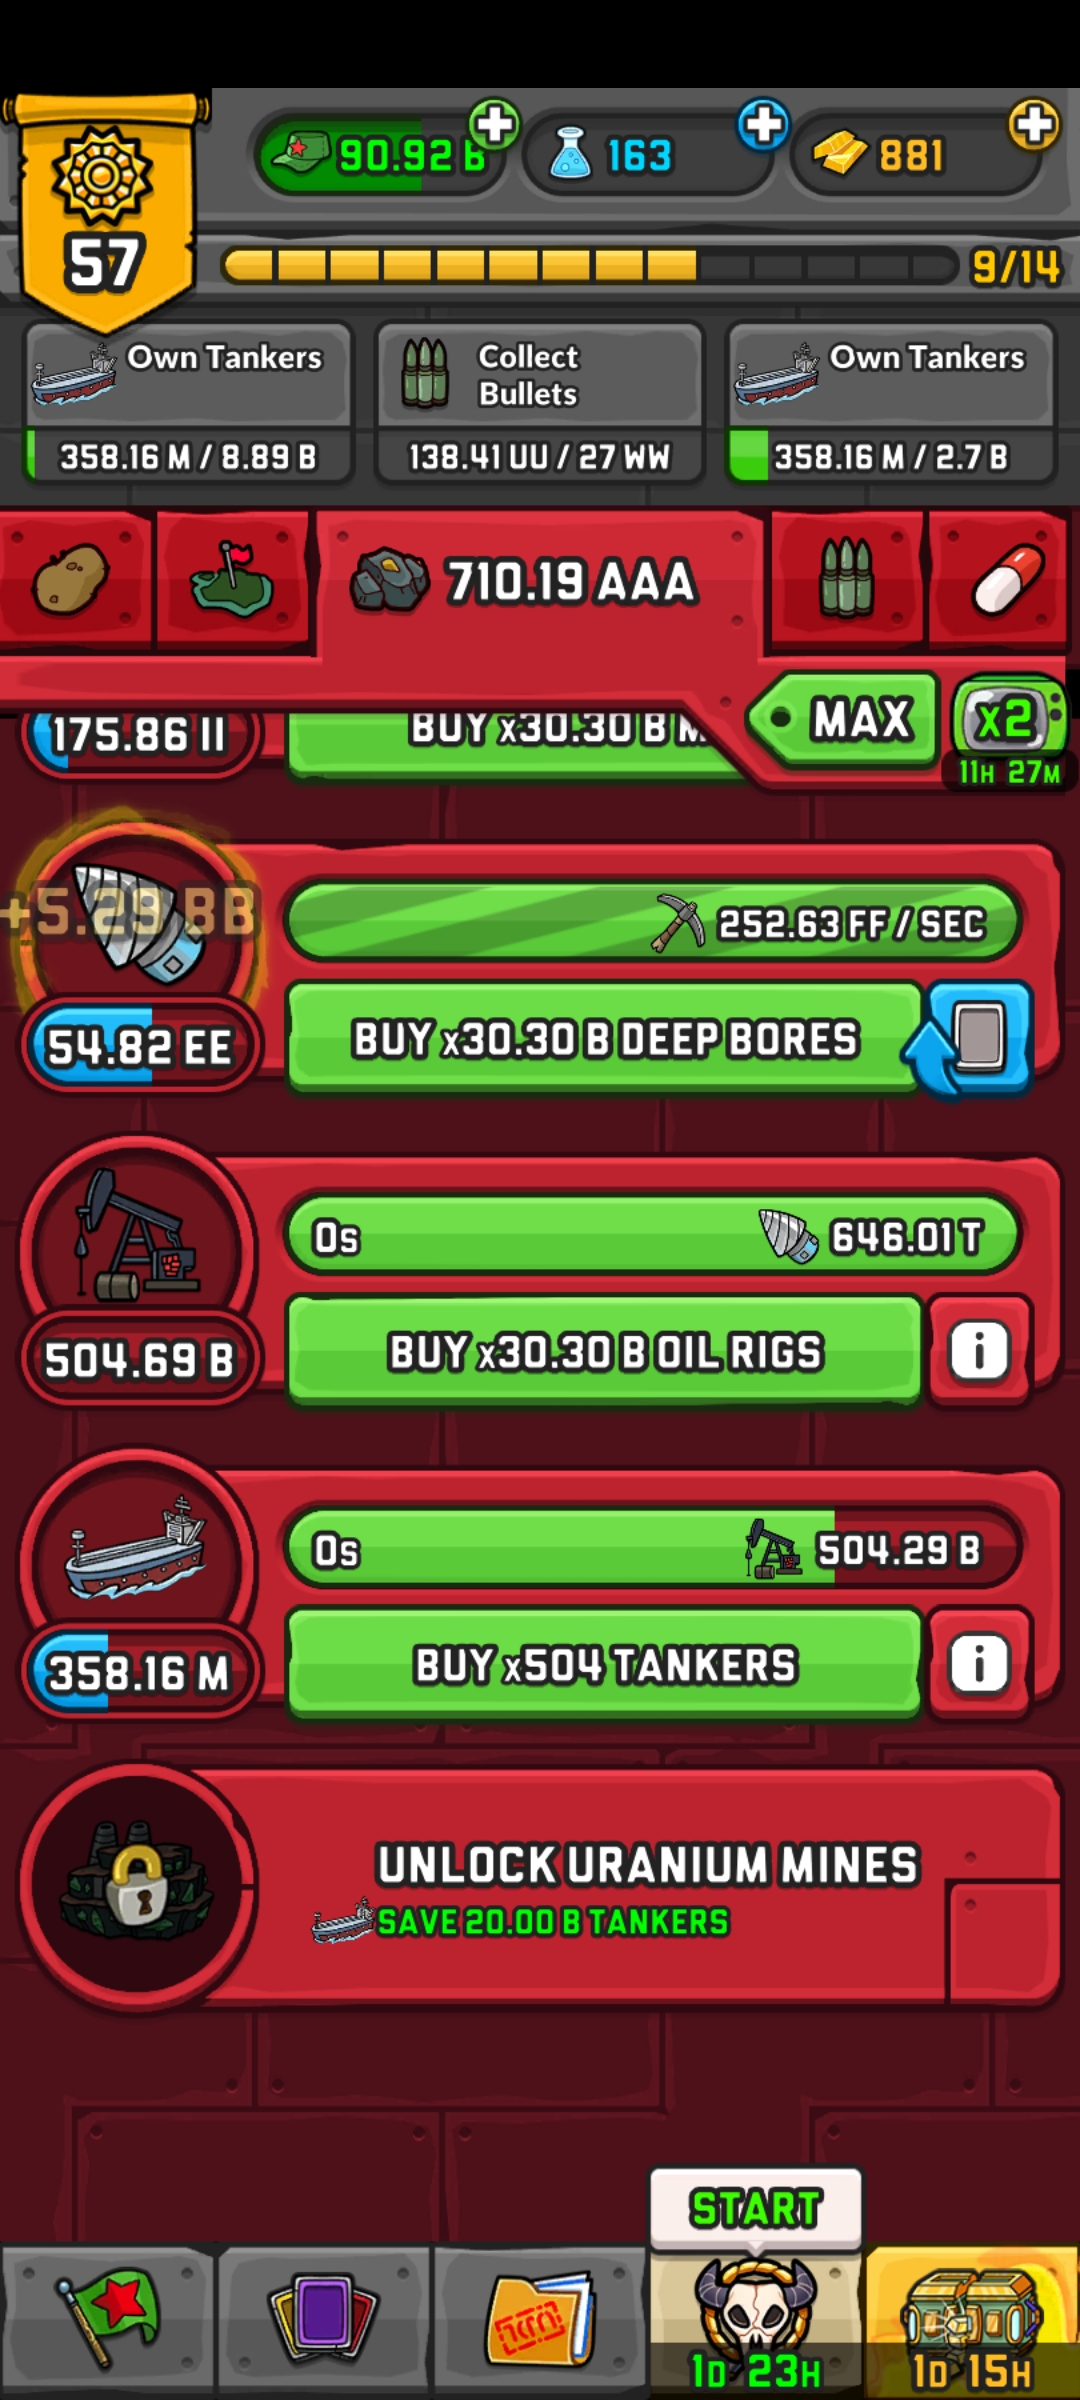 90.92 B
163
881
57
9/14
Own Tankers
358.16 M / 8.89 B
Collect
Bullets
138.41 UU / 27 WW
Own Tankers
358.16 M / 2.7 B
710.19 AAA
MAX
x2
11H 27M
175.86 II
BUY x30.30 B M
+5.29 BB
252.63 FF / SEC
54.82 EE
BUY x30.30 B DEEP BORES
0s
646.01 T
504.69 B
BUY x30.30 B OIL RIGS
i
0s
504.29 B
358.16 M
BUY x504 TANKERS
i
UNLOCK URANIUM MINES
SAVE 20.00 B TANKERS
START
1D 23H
1D 15H